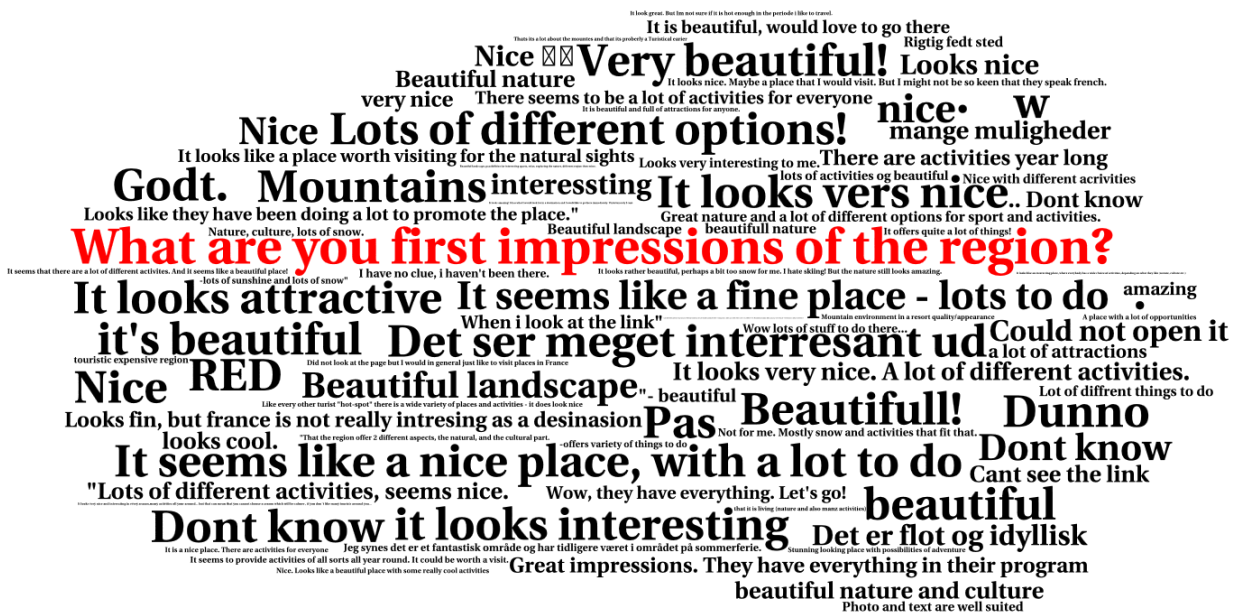 It look great. But Im not sure if it is hot enough in the periode i like to travel.
It is beautiful, would love to go there
Thats its a lot about the mountes and that its proberly a Turistical earier
Rigtig fedt sted
Nice
Very beautiful!
Looks nice
Beautiful nature
It looks nice. Maybe a place that I would visit. But I might not be so keen that they speak french.
very nice
There seems to be a lot of activities for everyone
nice·
w
It is beautiful and full of attractions for anyone.
Nice
Lots of different options!
mange muligheder
It looks like a place worth visiting for the natural sights
Looks very interesting to me.
There are activities year long
Godt.
Mountains
interessting
lots of activities og beautiful
Nice with different acrivities
It looks vers nice..
Dont know
Looks like they have been doing a lot to promote the place."
Great nature and a lot of different options for sport and activities.
Nature, culture, lots of snow.
Beautiful landscape
beautifull nature
It offers quite a lot of things!
What are you first impressions of the region?
It seems that there are a lot of different activites. And it seems like a beautiful place!
I have no clue, i haven't been there.
It looks rather beautiful, perhaps a bit too snow for me. I hate skiing! But the nature still looks amazing.
-lots of sunshine and lots of snow"
It looks attractive
It seems like a fine place - lots to do
amazing
.
When i look at the link"
Mountain environment in a resort quality/appearance
A place with a lot of opportunities
it's beautiful
Det ser meget interresant ud
Wow lots of stuff to do there...
Could not open it
touristic expensive region
Did not look at the page but I would in general just like to visit places in France
a lot of attractions
Nice
RED
Beautiful landscape
It looks very nice. A lot of different activities.
"- beautiful
Lot of diffrent things to do
Like every other turist "hot-spot" there is a wide variety of places and activities - it does look nice
Looks fin, but france is not really intresing as a desination
Pas
Beautifull!
Dunno
looks cool.
"That the region offer 2 different aspects, the natural, and the cultural part.
-offers variety of things to do
Not for me. Mostly snow and activities that fit that.
Dont know
It seems like a nice place, with a lot to do
Cant see the link
"Lots of different activities, seems nice.
Wow, they have everything. Let's go!
beautiful
that it is living (nature and also manz activities)
Dont know
it looks interesting
Det er flot og idyllisk
It is a nice place. There are activities for everyone
Jeg synes det er et fantastisk område og har tidligere været i området på sommerferie.
Stunning looking place with possibilities of adventure
It seems to provide activities of all sorts all year round. It could be worth a visit.
Great impressions. They have everything in their program
Nice. Looks like a beautiful place with some really cool activities
beautiful nature and culture
Photo and text are well suited